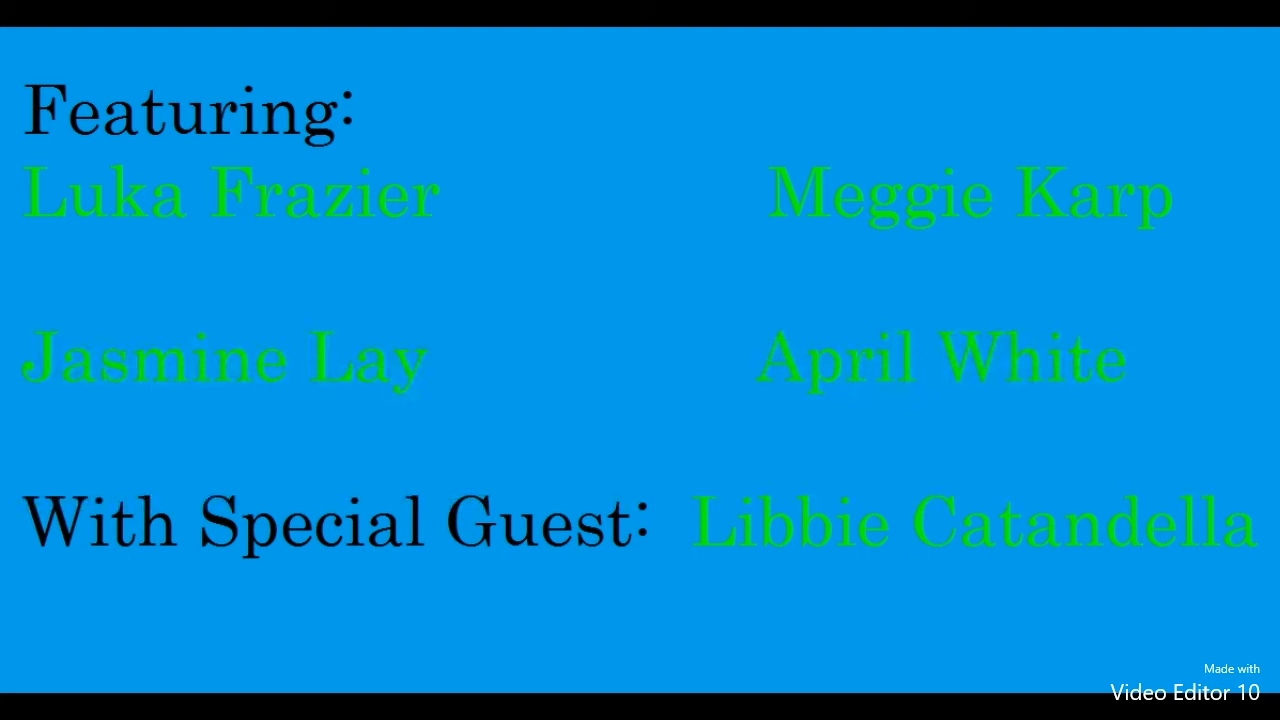 Featuring:
Luka Frazier Meggie Karp
Jasmine Lay April White
With Special Guest: Libbie Catandella
Made with
Video Editor 10